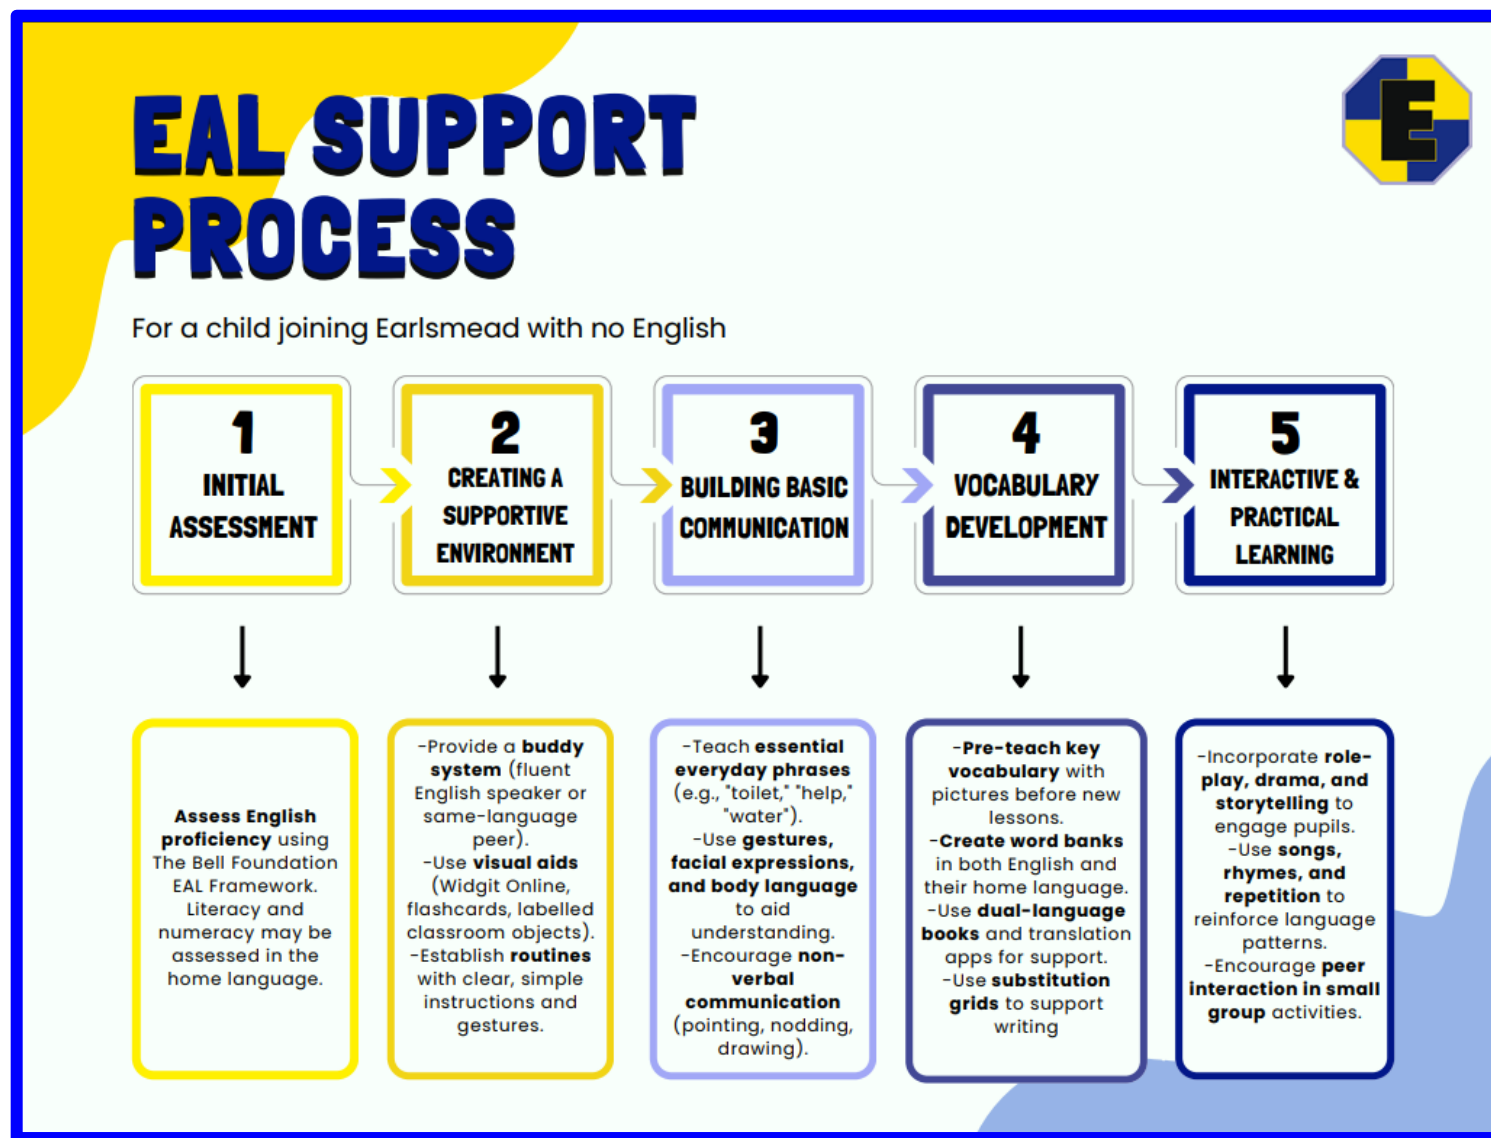 EAL SUPPORT
PROCESS
E
For a child joining Earlsmead with no English
1
INITIAL
ASSESSMENT
2
CREATING A
SUPPORTIVE
ENVIRONMENT
3
BUILDING BASIC
COMMUNICATION
4
VOCABULARY
DEVELOPMENT
5
INTERACTIVE &
PRACTICAL
LEARNING
Assess English
proficiency using
The Bell Foundation
EAL Framework.
Literacy and
numeracy may be
assessed in the
home language.
-Provide a buddy
system (fluent
English speaker or
same-language
peer).
-Use visual aids
(Widgit Online,
flashcards, labelled
classroom objects).
-Establish routines
with clear, simple
instructions and
gestures.
-Teach essential
everyday phrases
(e.g., "toilet," "help,"
"water").
-Use gestures,
facial expressions,
and body language
to aid
understanding.
-Encourage non-
verbal
communication
(pointing, nodding,
drawing).
-Pre-teach key
vocabulary with
pictures before new
lessons.
-Create word banks
in both English and
their home language.
-Use dual-language
books and translation
apps for support.
-Use substitution
grids to support
writing
-Incorporate role-
play, drama, and
storytelling to
engage pupils.
-Use songs,
rhymes, and
repetition to
reinforce language
patterns.
-Encourage peer
interaction in small
group activities.